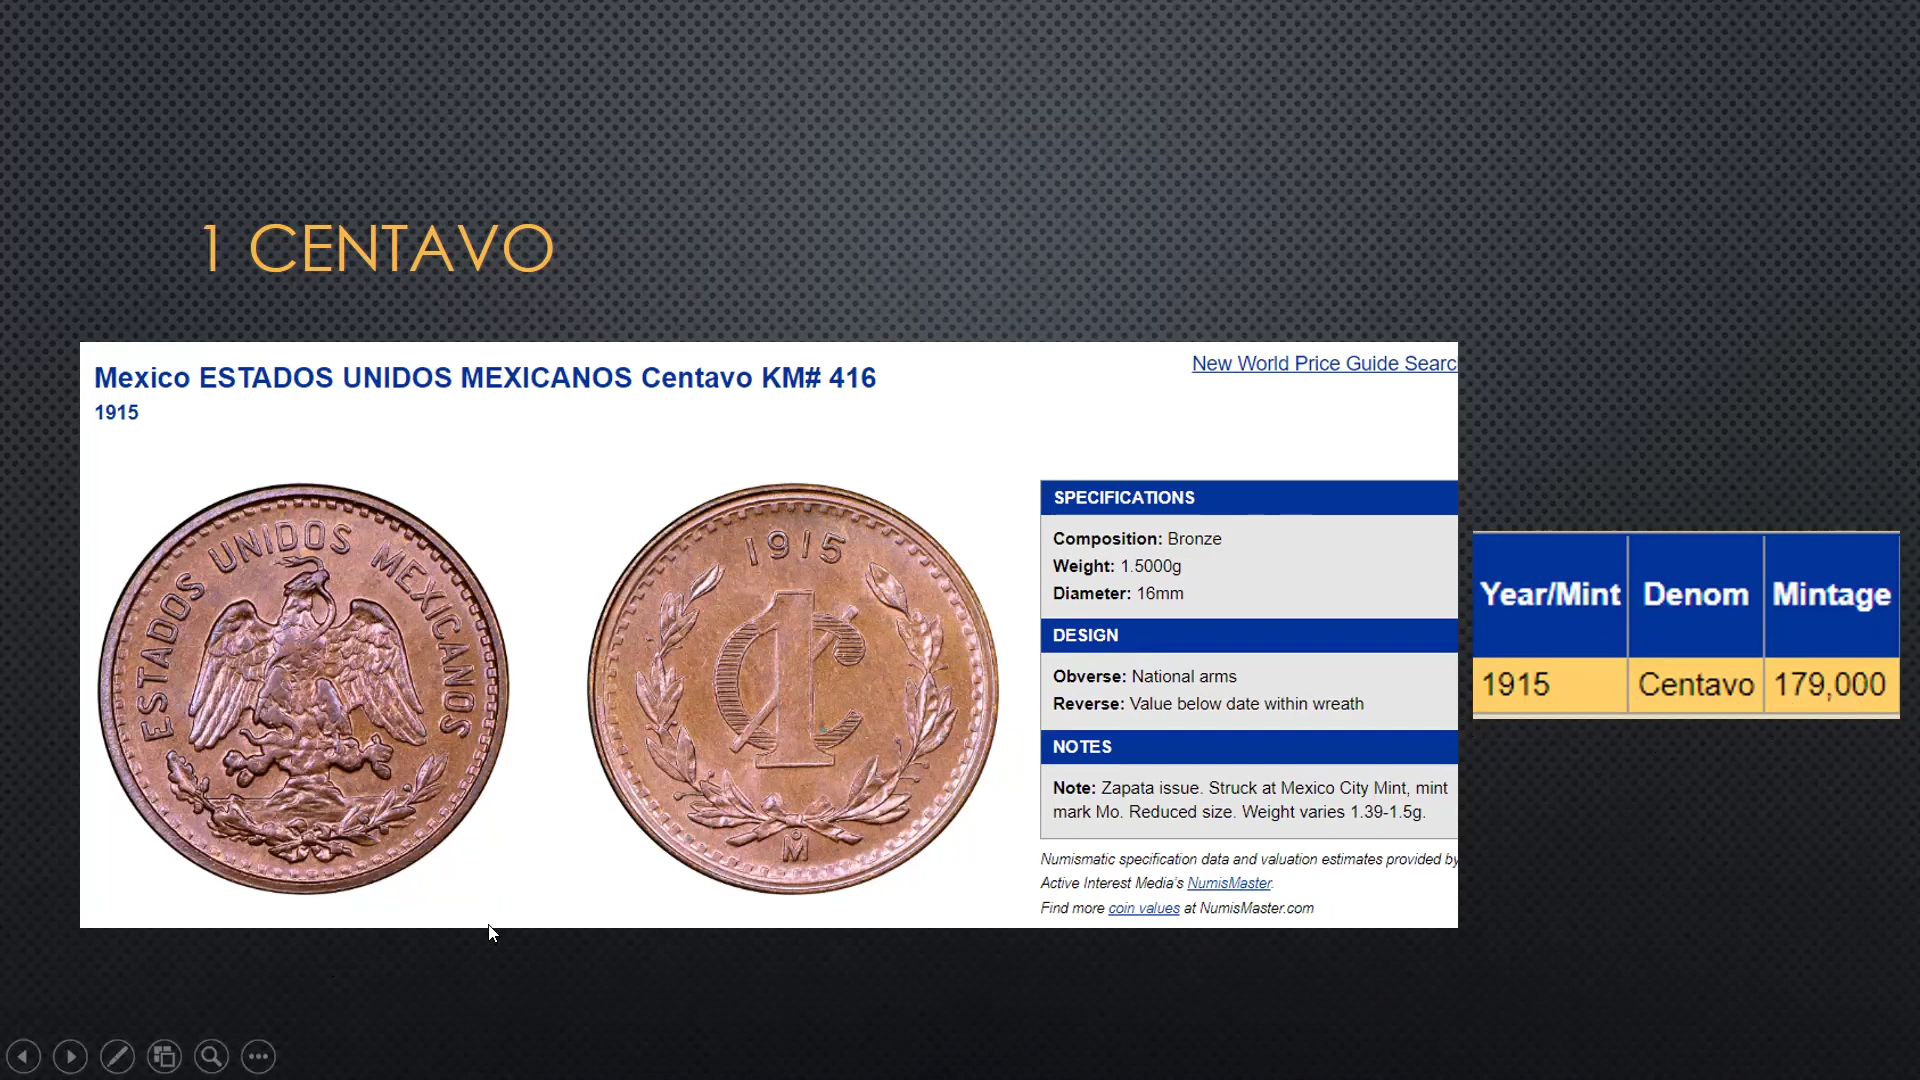 1 CENTAVO
Mexico ESTADOS UNIDOS MEXICANOS Centavo KM# 416
New World Price Guide Searc
1915
ESTADOS UNIDOS MEXICANOS
1915
1¢
Mo
SPECIFICATIONS
Composition: Bronze
Weight: 1.5000g
Diameter: 16mm
DESIGN
Obverse: National arms
Reverse: Value below date within wreath
NOTES
Note: Zapata issue. Struck at Mexico City Mint, mint
mark Mo. Reduced size. Weight varies 1.39-1.5g.
Numismatic specification data and valuation estimates provided by
Active Interest Media's NumisMaster.
Find more coin values at NumisMaster.com
Year/Mint Denom Mintage
1915 Centavo 179,000